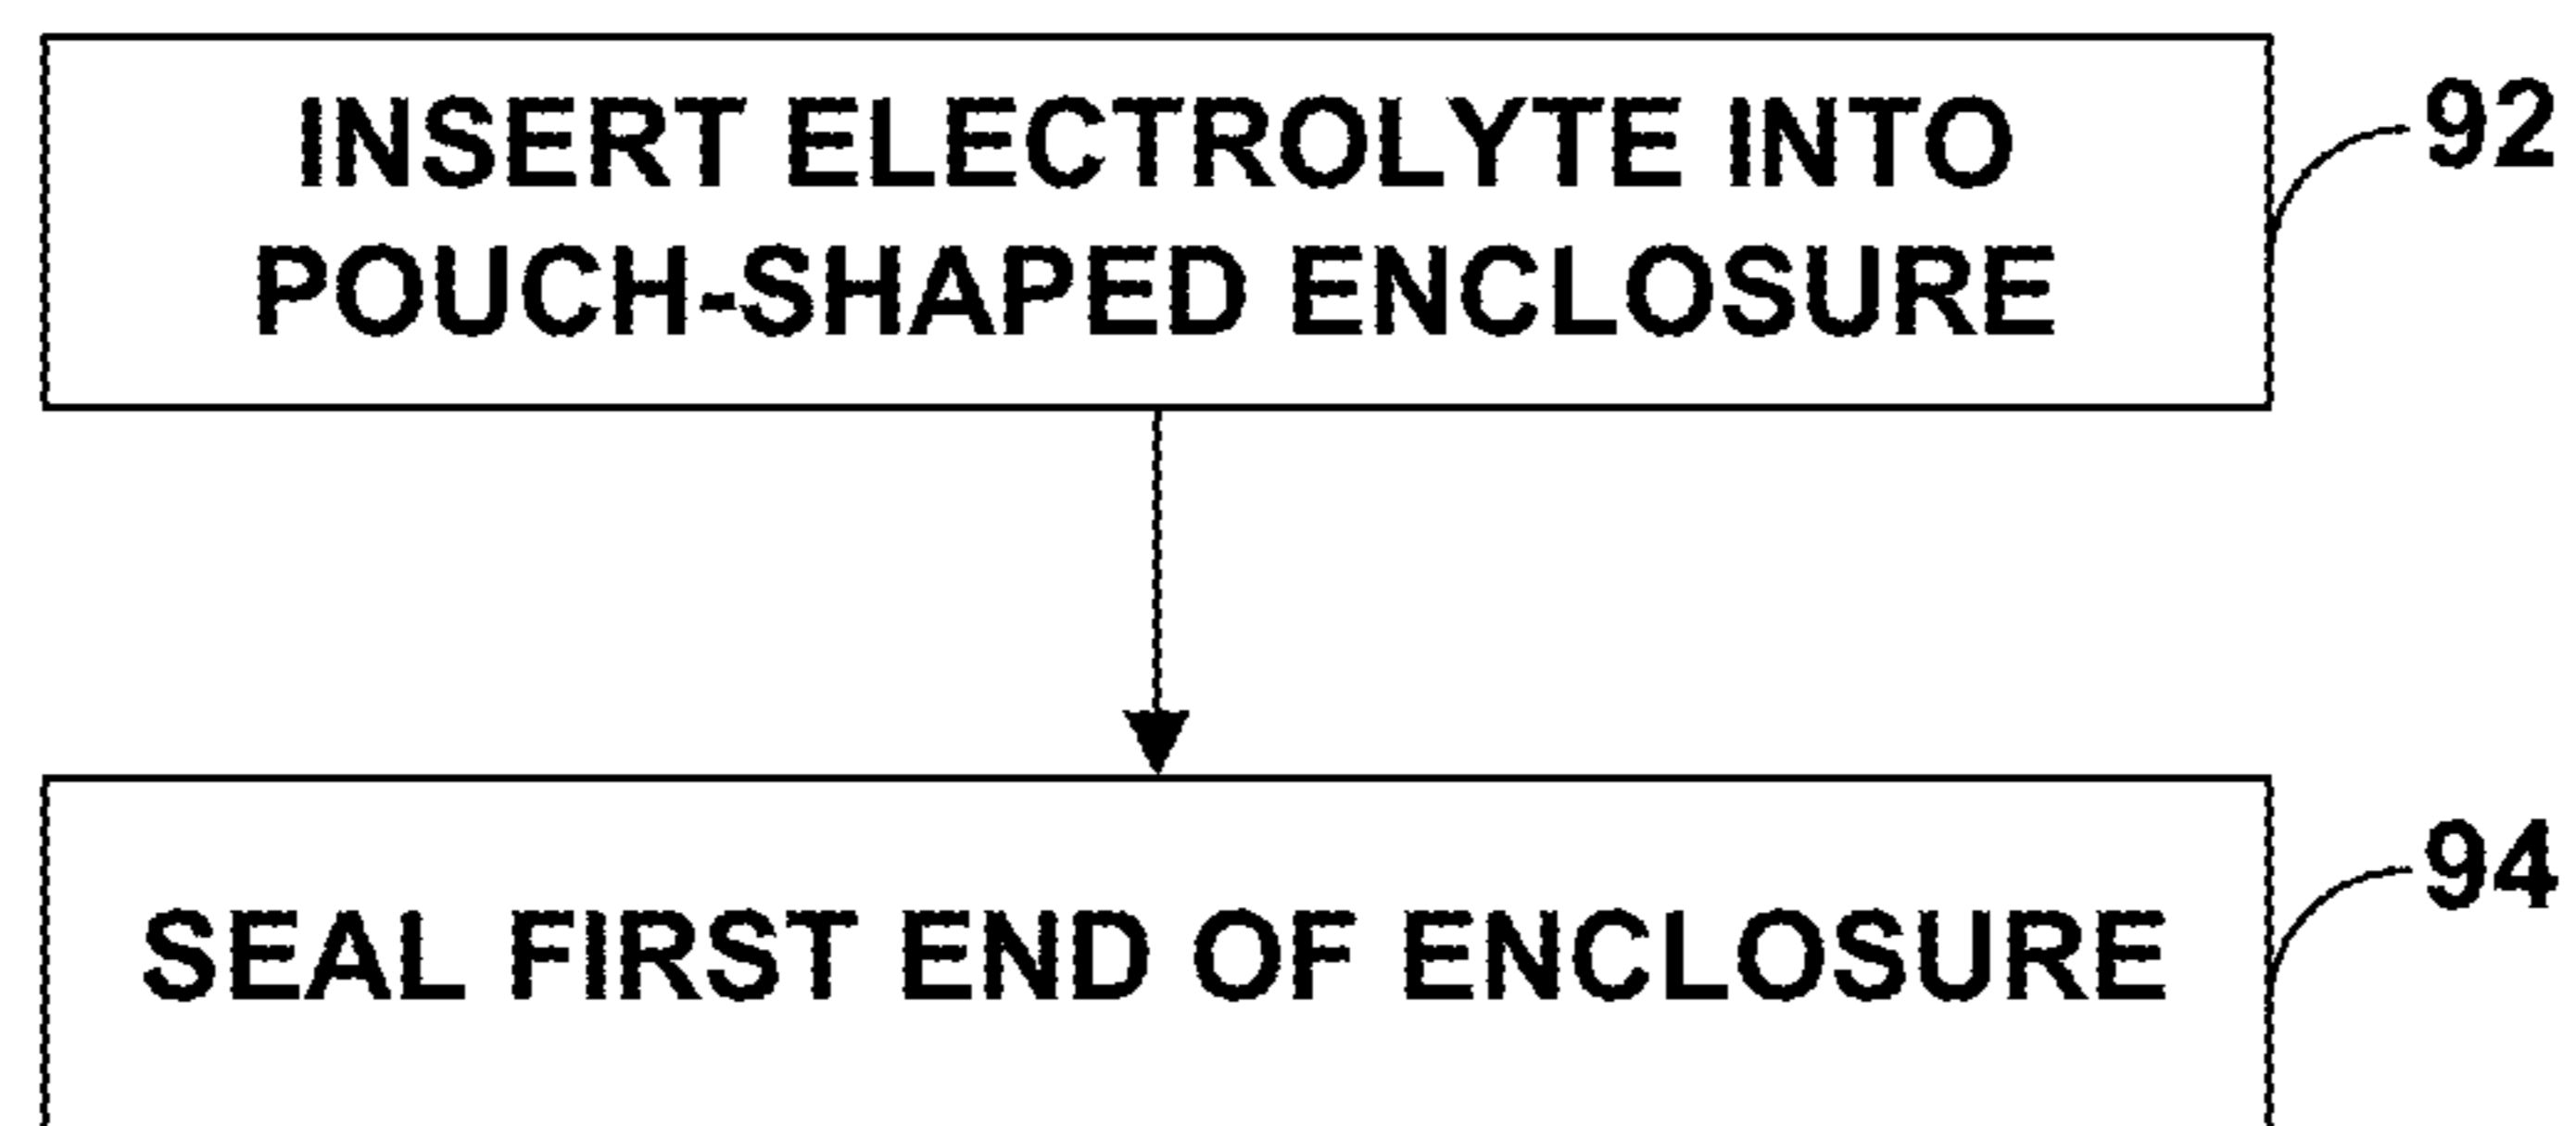 INSERT ELECTROLYTE INTO
POUCH-SHAPED ENCLOSURE
92
SEAL FIRST END OF ENCLOSURE
94